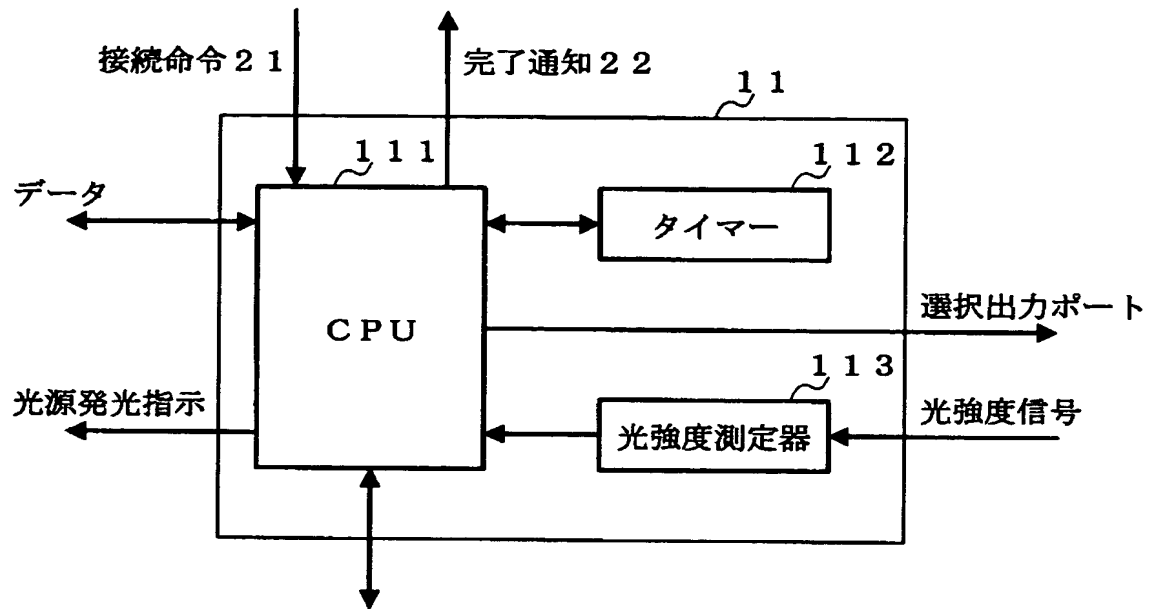 接続命令２１
完了通知２２
１１
１１１
１１２
データ
タイマー
ＣＰＵ
選択出力ポート
１１３
光源発光指示
光強度測定器
光強度信号